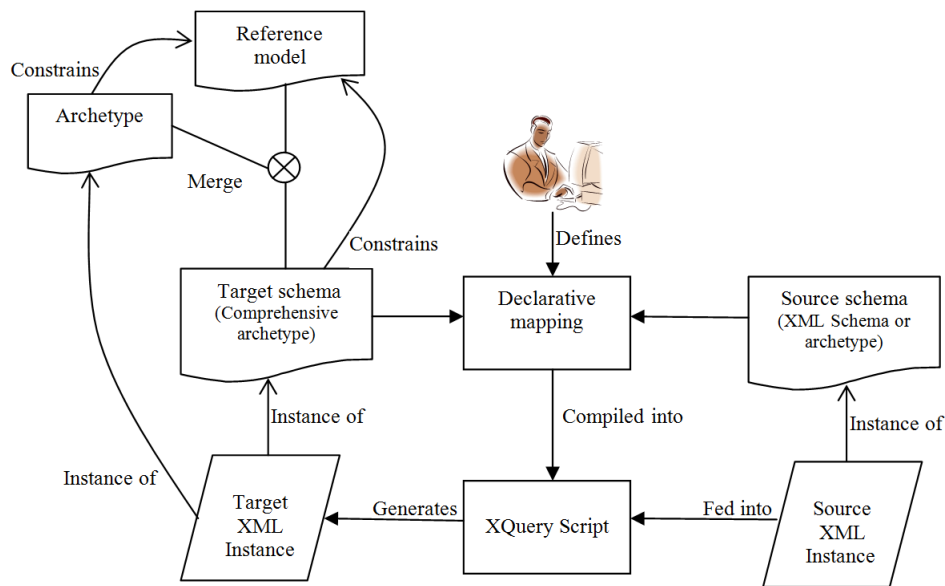 Reference
model
Constrains
Archetype
Merge
Defines
Constrains
Target schema
(Comprehensive
archetype)
Declarative
mapping
Source schema
(XML Schema or
archetype)
Instance of
Compiled into
Instance of
Instance of
Target
XML
Instance
Generates
XQuery Script
Fed into
Source
XML
Instance